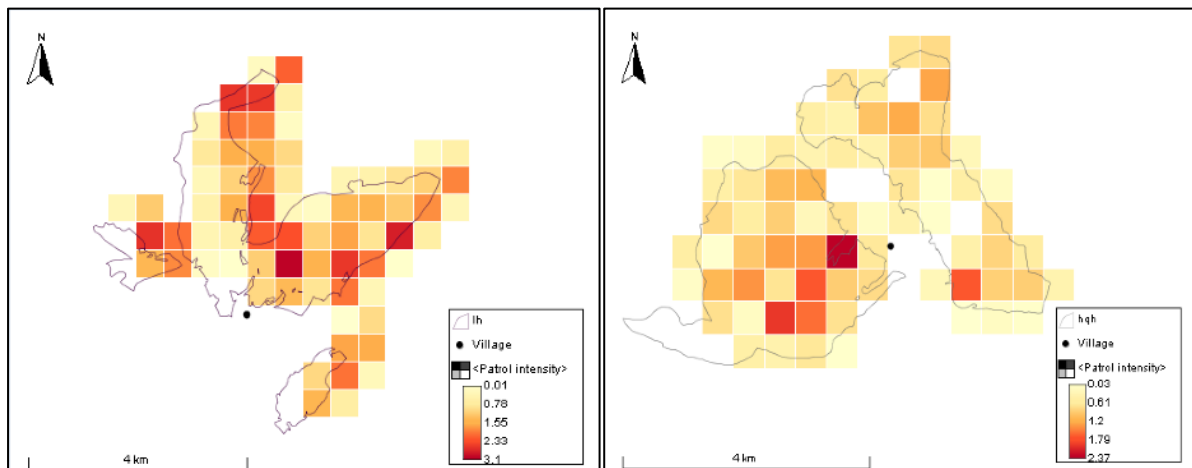 N
lh
Village
<Patrol intensity>
0.01
0.78
1.55
2.33
3.1
4 km
N
hqh
Village
<Patrol intensity>
0.03
0.61
1.2
1.79
2.37
4 km